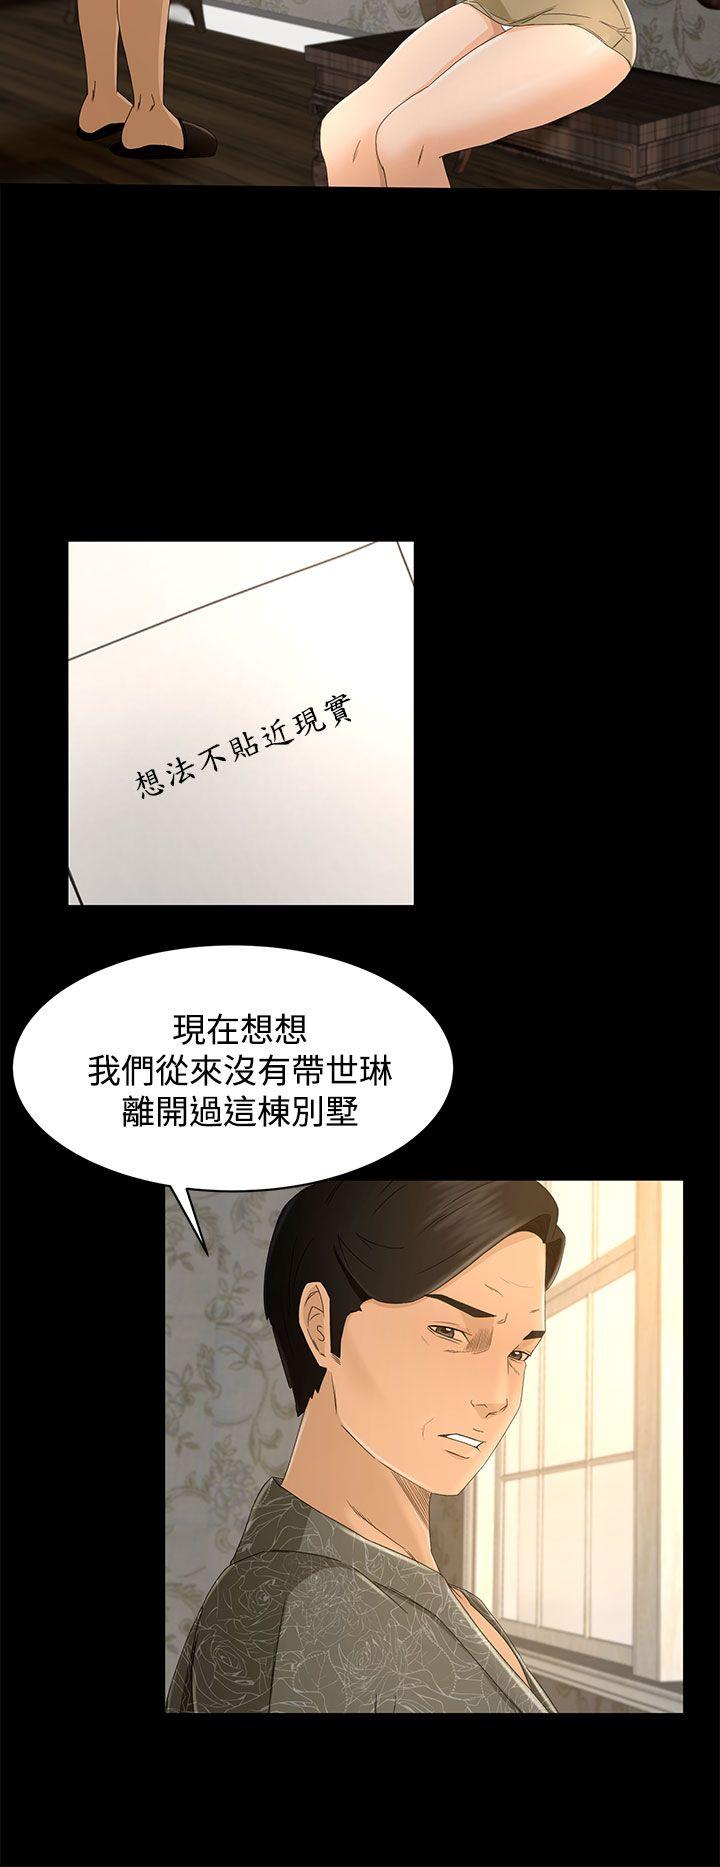 想法不貼近現實
現在想想
我們從來沒有帶世琳
離開過這棟別墅